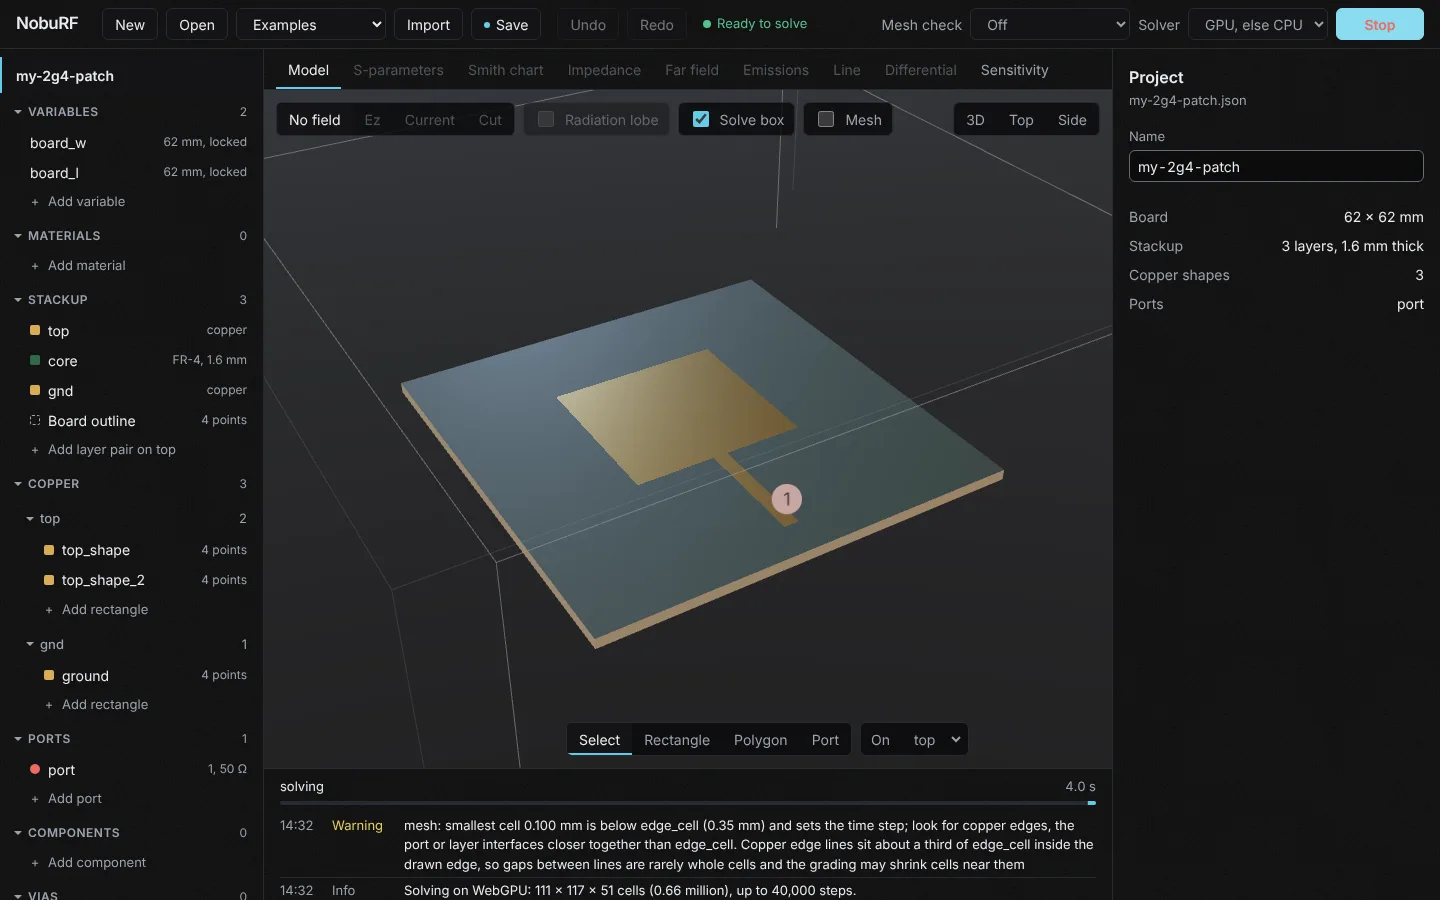 NobuRF
New
Open
Examples
Import
Save
Undo
Redo
Ready to solve
Mesh check
Off
Solver
GPU, else CPU
Stop
my-2g4-patch
VARIABLES 2
board_w 62 mm, locked
board_l 62 mm, locked
+ Add variable
MATERIALS 0
+ Add material
STACKUP 3
top copper
core FR-4, 1.6 mm
gnd copper
Board outline 4 points
+ Add layer pair on top
COPPER 3
top 2
top_shape 4 points
top_shape_2 4 points
+ Add rectangle
gnd 1
ground 4 points
+ Add rectangle
PORTS 1
port 1, 50 Ω
+ Add port
COMPONENTS 0
+ Add component
VIAS 0
Model S-parameters Smith chart Impedance Far field Emissions Line Differential Sensitivity
No field Ez Current Cut Radiation lobe Solve box Mesh 3D Top Side
1
Select Rectangle Polygon Port On top
solving 4.0 s
14:32 Warning mesh: smallest cell 0.100 mm is below edge_cell (0.35 mm) and sets the time step; look for copper edges, the
port or layer interfaces closer together than edge_cell. Copper edge lines sit about a third of edge_cell inside the
drawn edge, so gaps between lines are rarely whole cells and the grading may shrink cells near them
14:32 Info Solving on WebGPU: 111 × 117 × 51 cells (0.66 million), up to 40,000 steps.
Project
my-2g4-patch.json
Name
my-2g4-patch
Board 62 × 62 mm
Stackup 3 layers, 1.6 mm thick
Copper shapes 3
Ports port